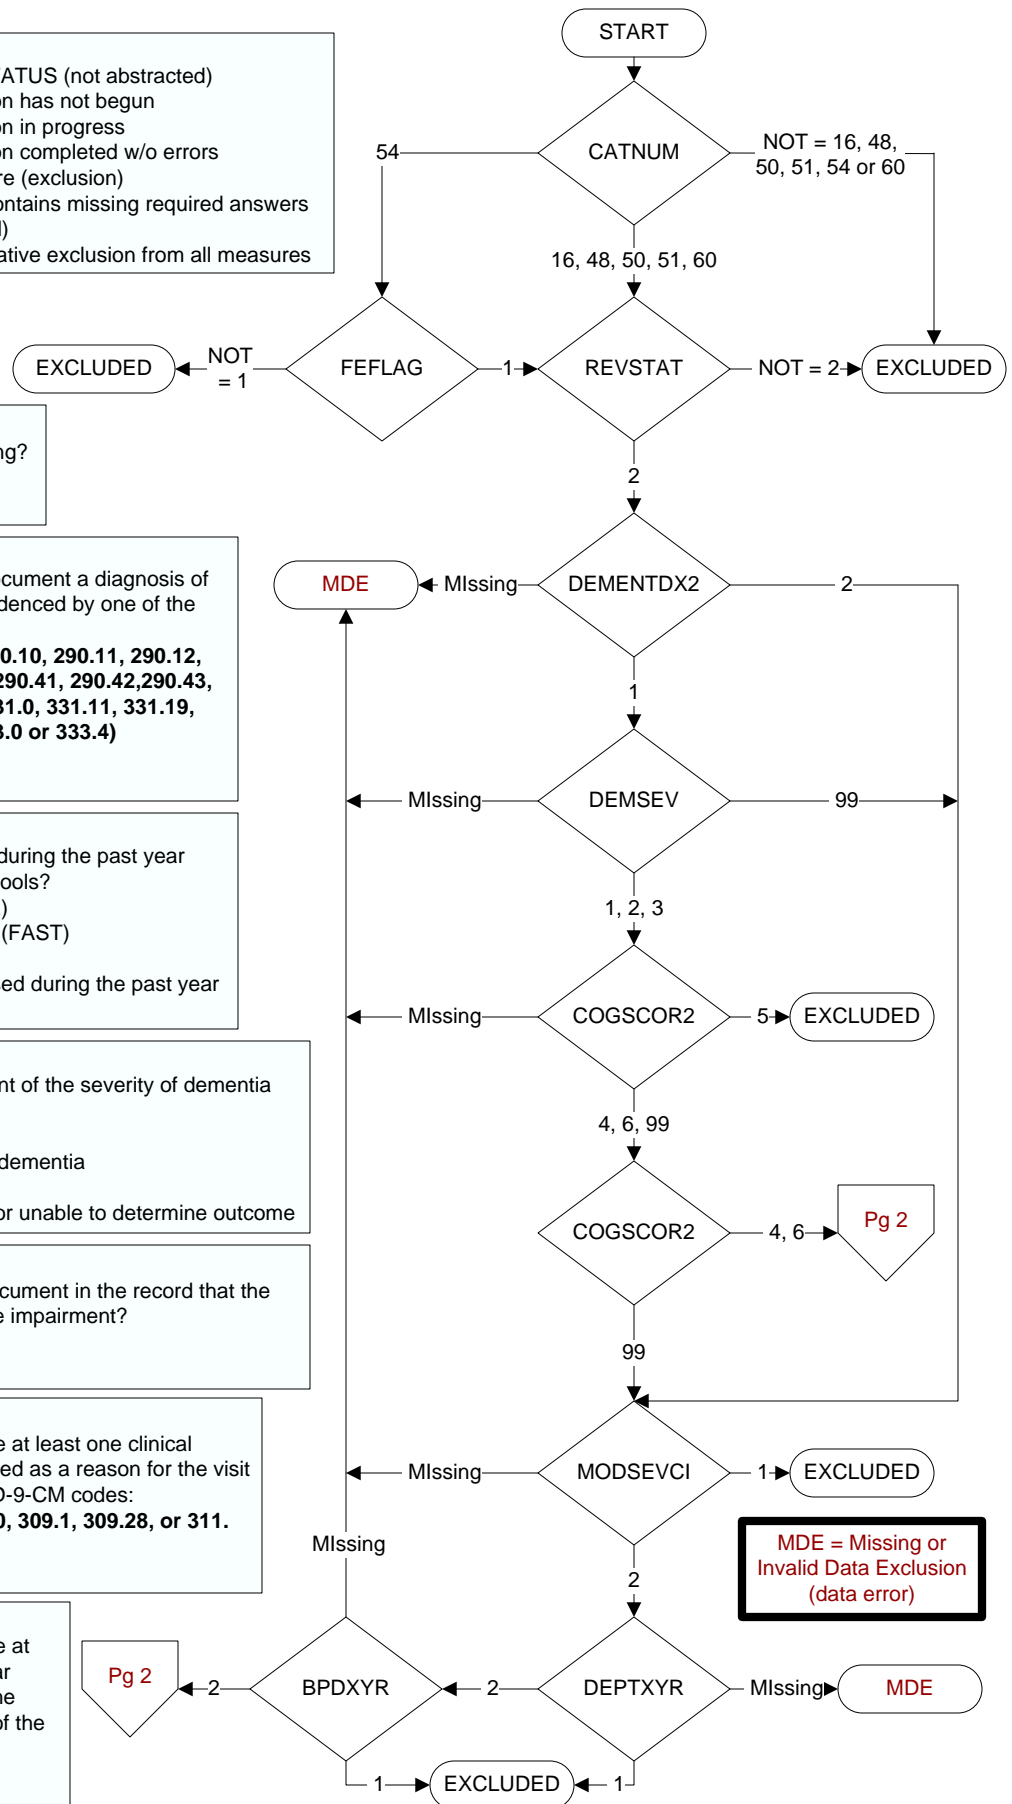 START
ATUS (not abstracted)
on has not begun
on in progress
on completed w/o errors
re (exclusion)
ontains missing required answers
l)
ative exclusion from all measures
54
CATNUM
NOT = 16, 48,
50, 51, 54 or 60
16, 48, 50, 51, 60
EXCLUDED
NOT
= 1
FEFLAG
1
REVSTAT
NOT = 2
EXCLUDED
ng?
2
ocument a diagnosis of
idenced by one of the
0.10, 290.11, 290.12,
290.41, 290.42,290.43,
31.0, 331.11, 331.19,
3.0 or 333.4)
MDE
MIssing
DEMENTDX2
2
1
MIssing
DEMSEV
99
during the past year
ools?
)
(FAST)
ed during the past year
1, 2, 3
MIssing
COGSCOR2
5
EXCLUDED
nt of the severity of dementia
dementia
or unable to determine outcome
4, 6, 99
COGSCOR2
4, 6
Pg 2
ocument in the record that the
e impairment?
99
e at least one clinical
ed as a reason for the visit
D-9-CM codes:
0, 309.1, 309.28, or 311.
MIssing
MODSEVCI
1
EXCLUDED
MIssing
MDE = Missing or
Invalid Data Exclusion
(data error)
2
e at
ar
ne
of the
Pg 2
2
BPDXYR
2
DEPTXYR
MIssing
MDE
1
EXCLUDED
1